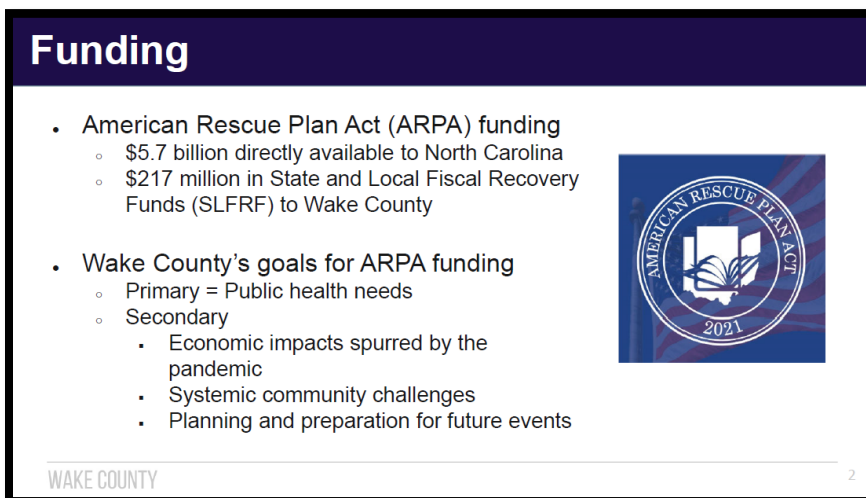 Funding
• American Rescue Plan Act (ARPA) funding
○ $5.7 billion directly available to North Carolina
○ $217 million in State and Local Fiscal Recovery
Funds (SLFRF) to Wake County
AMERICAN RESCUE PLAN ACT
2021
• Wake County’s goals for ARPA funding
○ Primary = Public health needs
○ Secondary
▪ Economic impacts spurred by the
pandemic
▪ Systemic community challenges
▪ Planning and preparation for future events
WAKE COUNTY
2